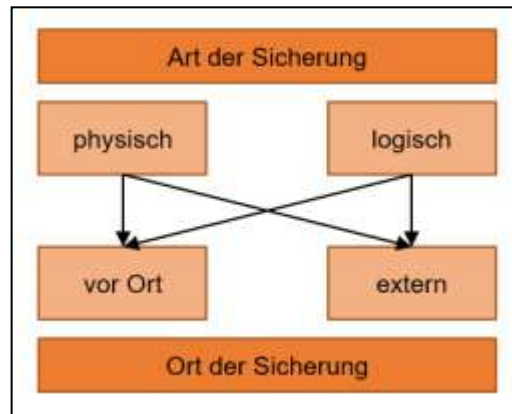 Art der Sicherung
physisch
logisch
vor Ort
extern
Ort der Sicherung